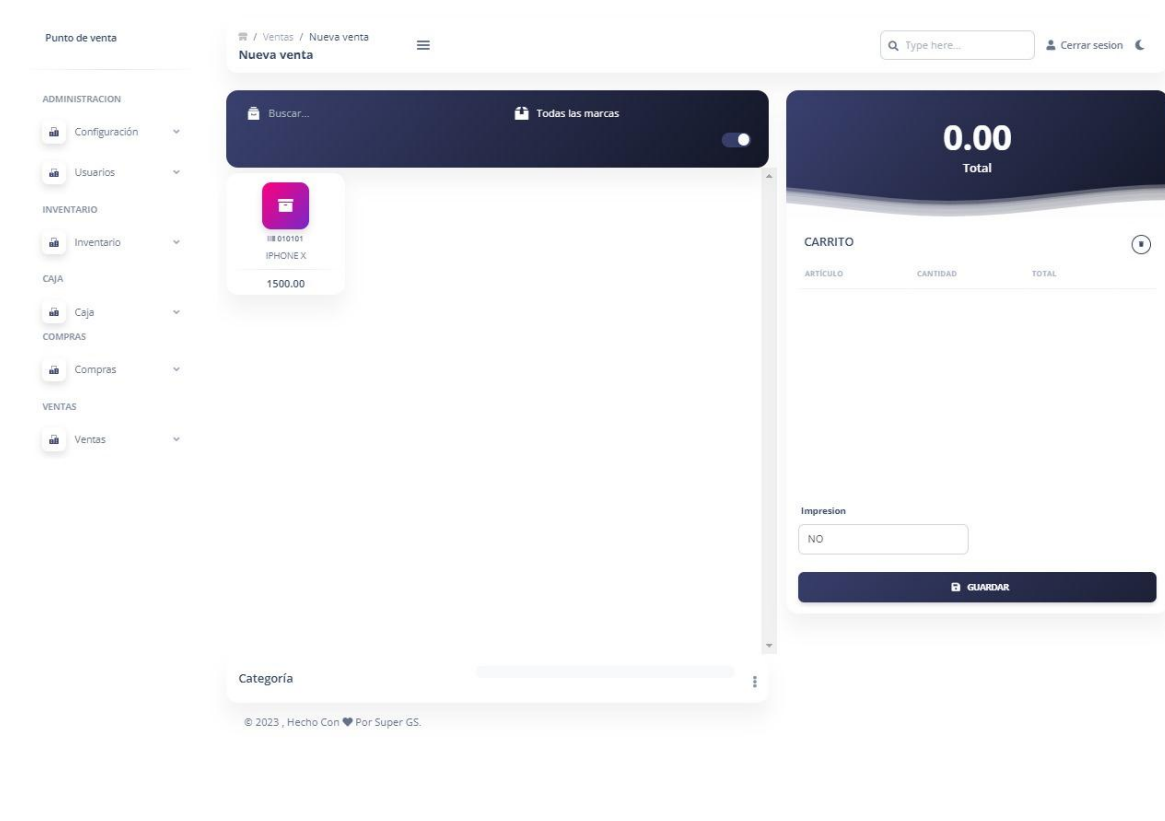 Punto de venta
ADMINISTRACION
Configuración
Usuarios
INVENTARIO
Inventario
CAJA
Caja
COMPRAS
Compras
VENTAS
Ventas
/ Ventas / Nueva venta
Nueva venta
Type here...
Cerrar sesion
Buscar...
Todas las marcas
010101
IPHONE X
1500.00
Categoría
© 2023 , Hecho Con ❤ Por Super GS.
0.00
Total
CARRITO
ARTÍCULO CANTIDAD TOTAL
Impresion
NO
GUARDAR